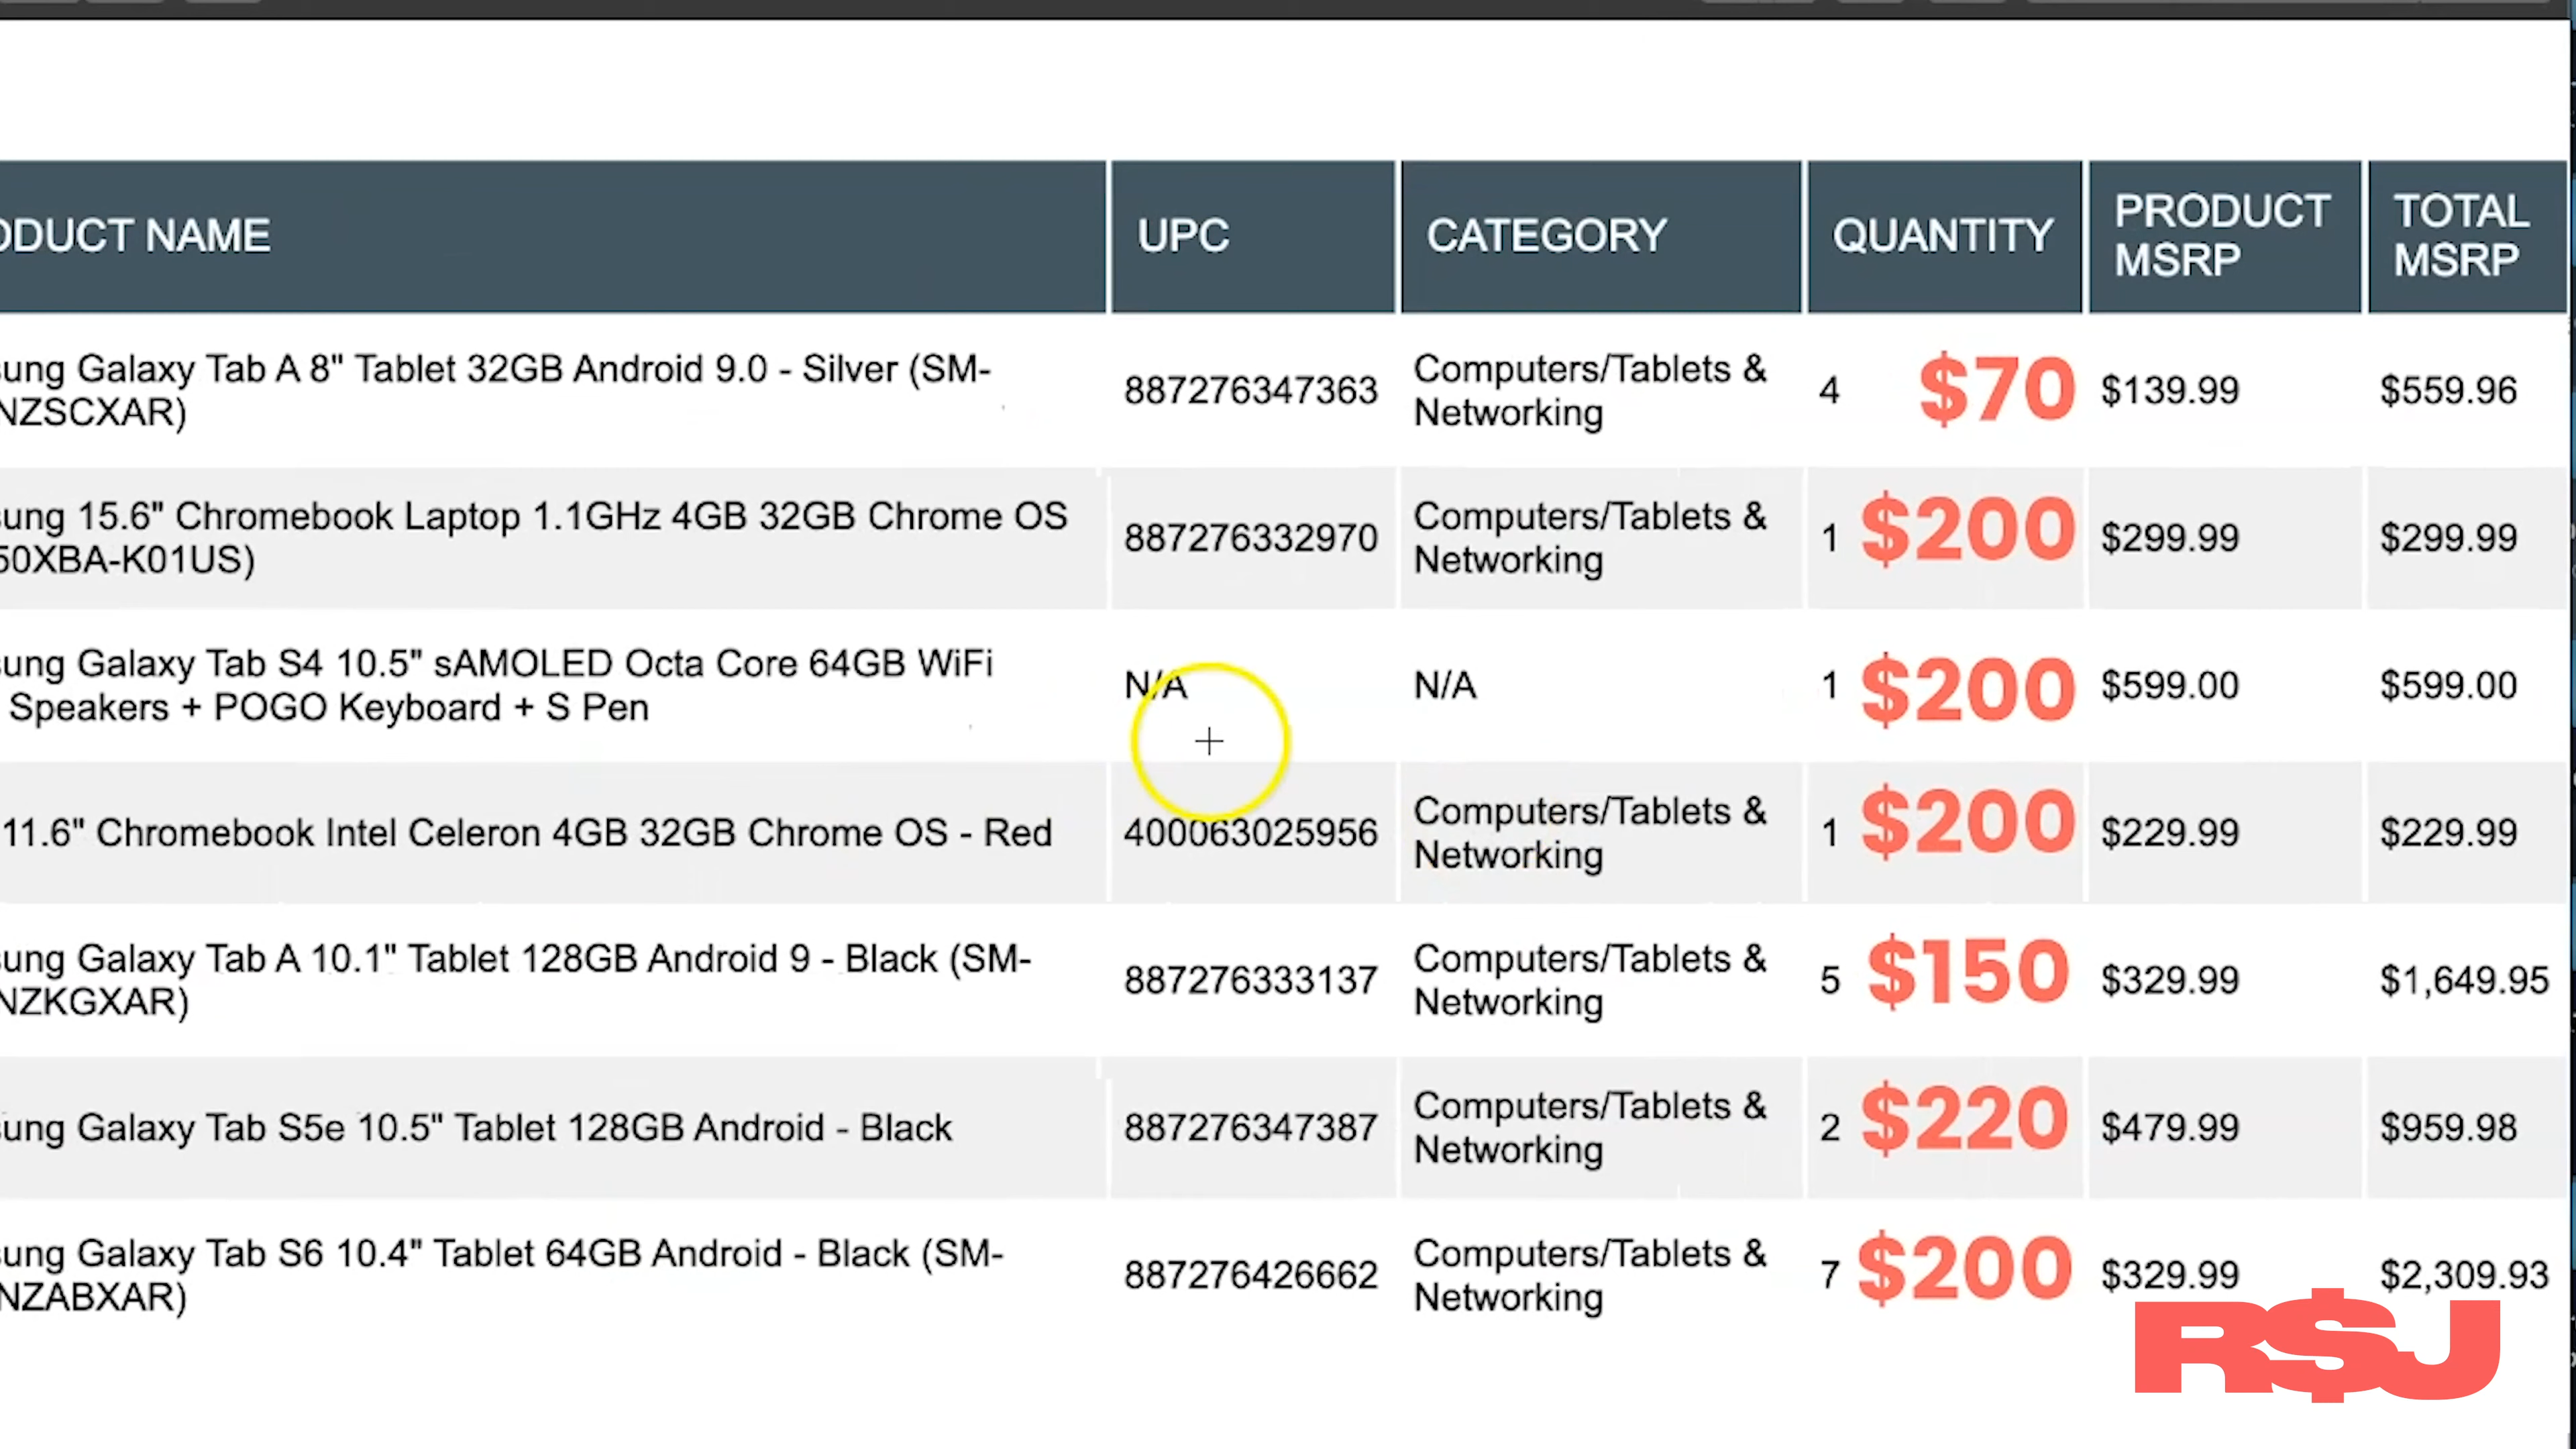 ODUCT NAME UPC CATEGORY QUANTITY PRODUCT MSRP TOTAL MSRP
sung Galaxy Tab A 8" Tablet 32GB Android 9.0 - Silver (SM-
NZSCXAR)
887276347363
Computers/Tablets &
Networking
4 $70 $139.99 $559.96
sung 15.6" Chromebook Laptop 1.1GHz 4GB 32GB Chrome OS
50XBA-K01US)
887276332970
Computers/Tablets &
Networking
1 $200 $299.99 $299.99
sung Galaxy Tab S4 10.5" sAMOLED Octa Core 64GB WiFi
Speakers + POGO Keyboard + S Pen
N/A
N/A
1 $200 $599.00 $599.00
11.6" Chromebook Intel Celeron 4GB 32GB Chrome OS - Red
400063025956
Computers/Tablets &
Networking
1 $200 $229.99 $229.99
sung Galaxy Tab A 10.1" Tablet 128GB Android 9 - Black (SM-
NZKGXAR)
887276333137
Computers/Tablets &
Networking
5 $150 $329.99 $1,649.95
sung Galaxy Tab S5e 10.5" Tablet 128GB Android - Black
887276347387
Computers/Tablets &
Networking
2 $220 $479.99 $959.98
sung Galaxy Tab S6 10.4" Tablet 64GB Android - Black (SM-
NZABXAR)
887276426662
Computers/Tablets &
Networking
7 $200 $329.99 $2,309.93
R$J